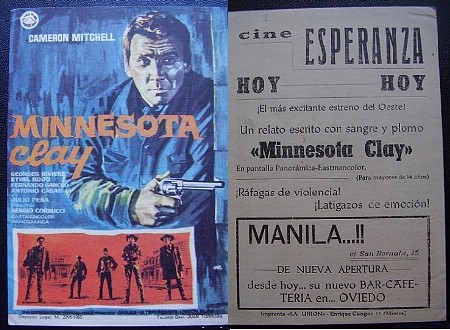 CAMERON MITCHELL
MINNESOTA
clay
GEORGES RIVIERE
ETHEL ROJO
FERNANDO SANCHO
ANTONIO CASAS
JULIO PEÑA
SERGIO CORBUCCI
EASTMANCOLOR
PANORAMICA
cine
ESPERANZA
HOY HOY
¡El más excitante estreno del Oeste!
Un relato escrito con sangre y plomo
«Minnesota Clay»
En pantalla Panorámica-Eastmancolor.
(Para mayores de 14 años)
¡Ráfagas de violencia!
¡Latigazos de emoción!
MANILA...!!
c/ San Bernabé, 15
DE NUEVA APERTURA
desde hoy... su nuevo BAR-CAFE-
TERIA en... OVIEDO
Imprenta «LA UNION».-Enrique Cangas